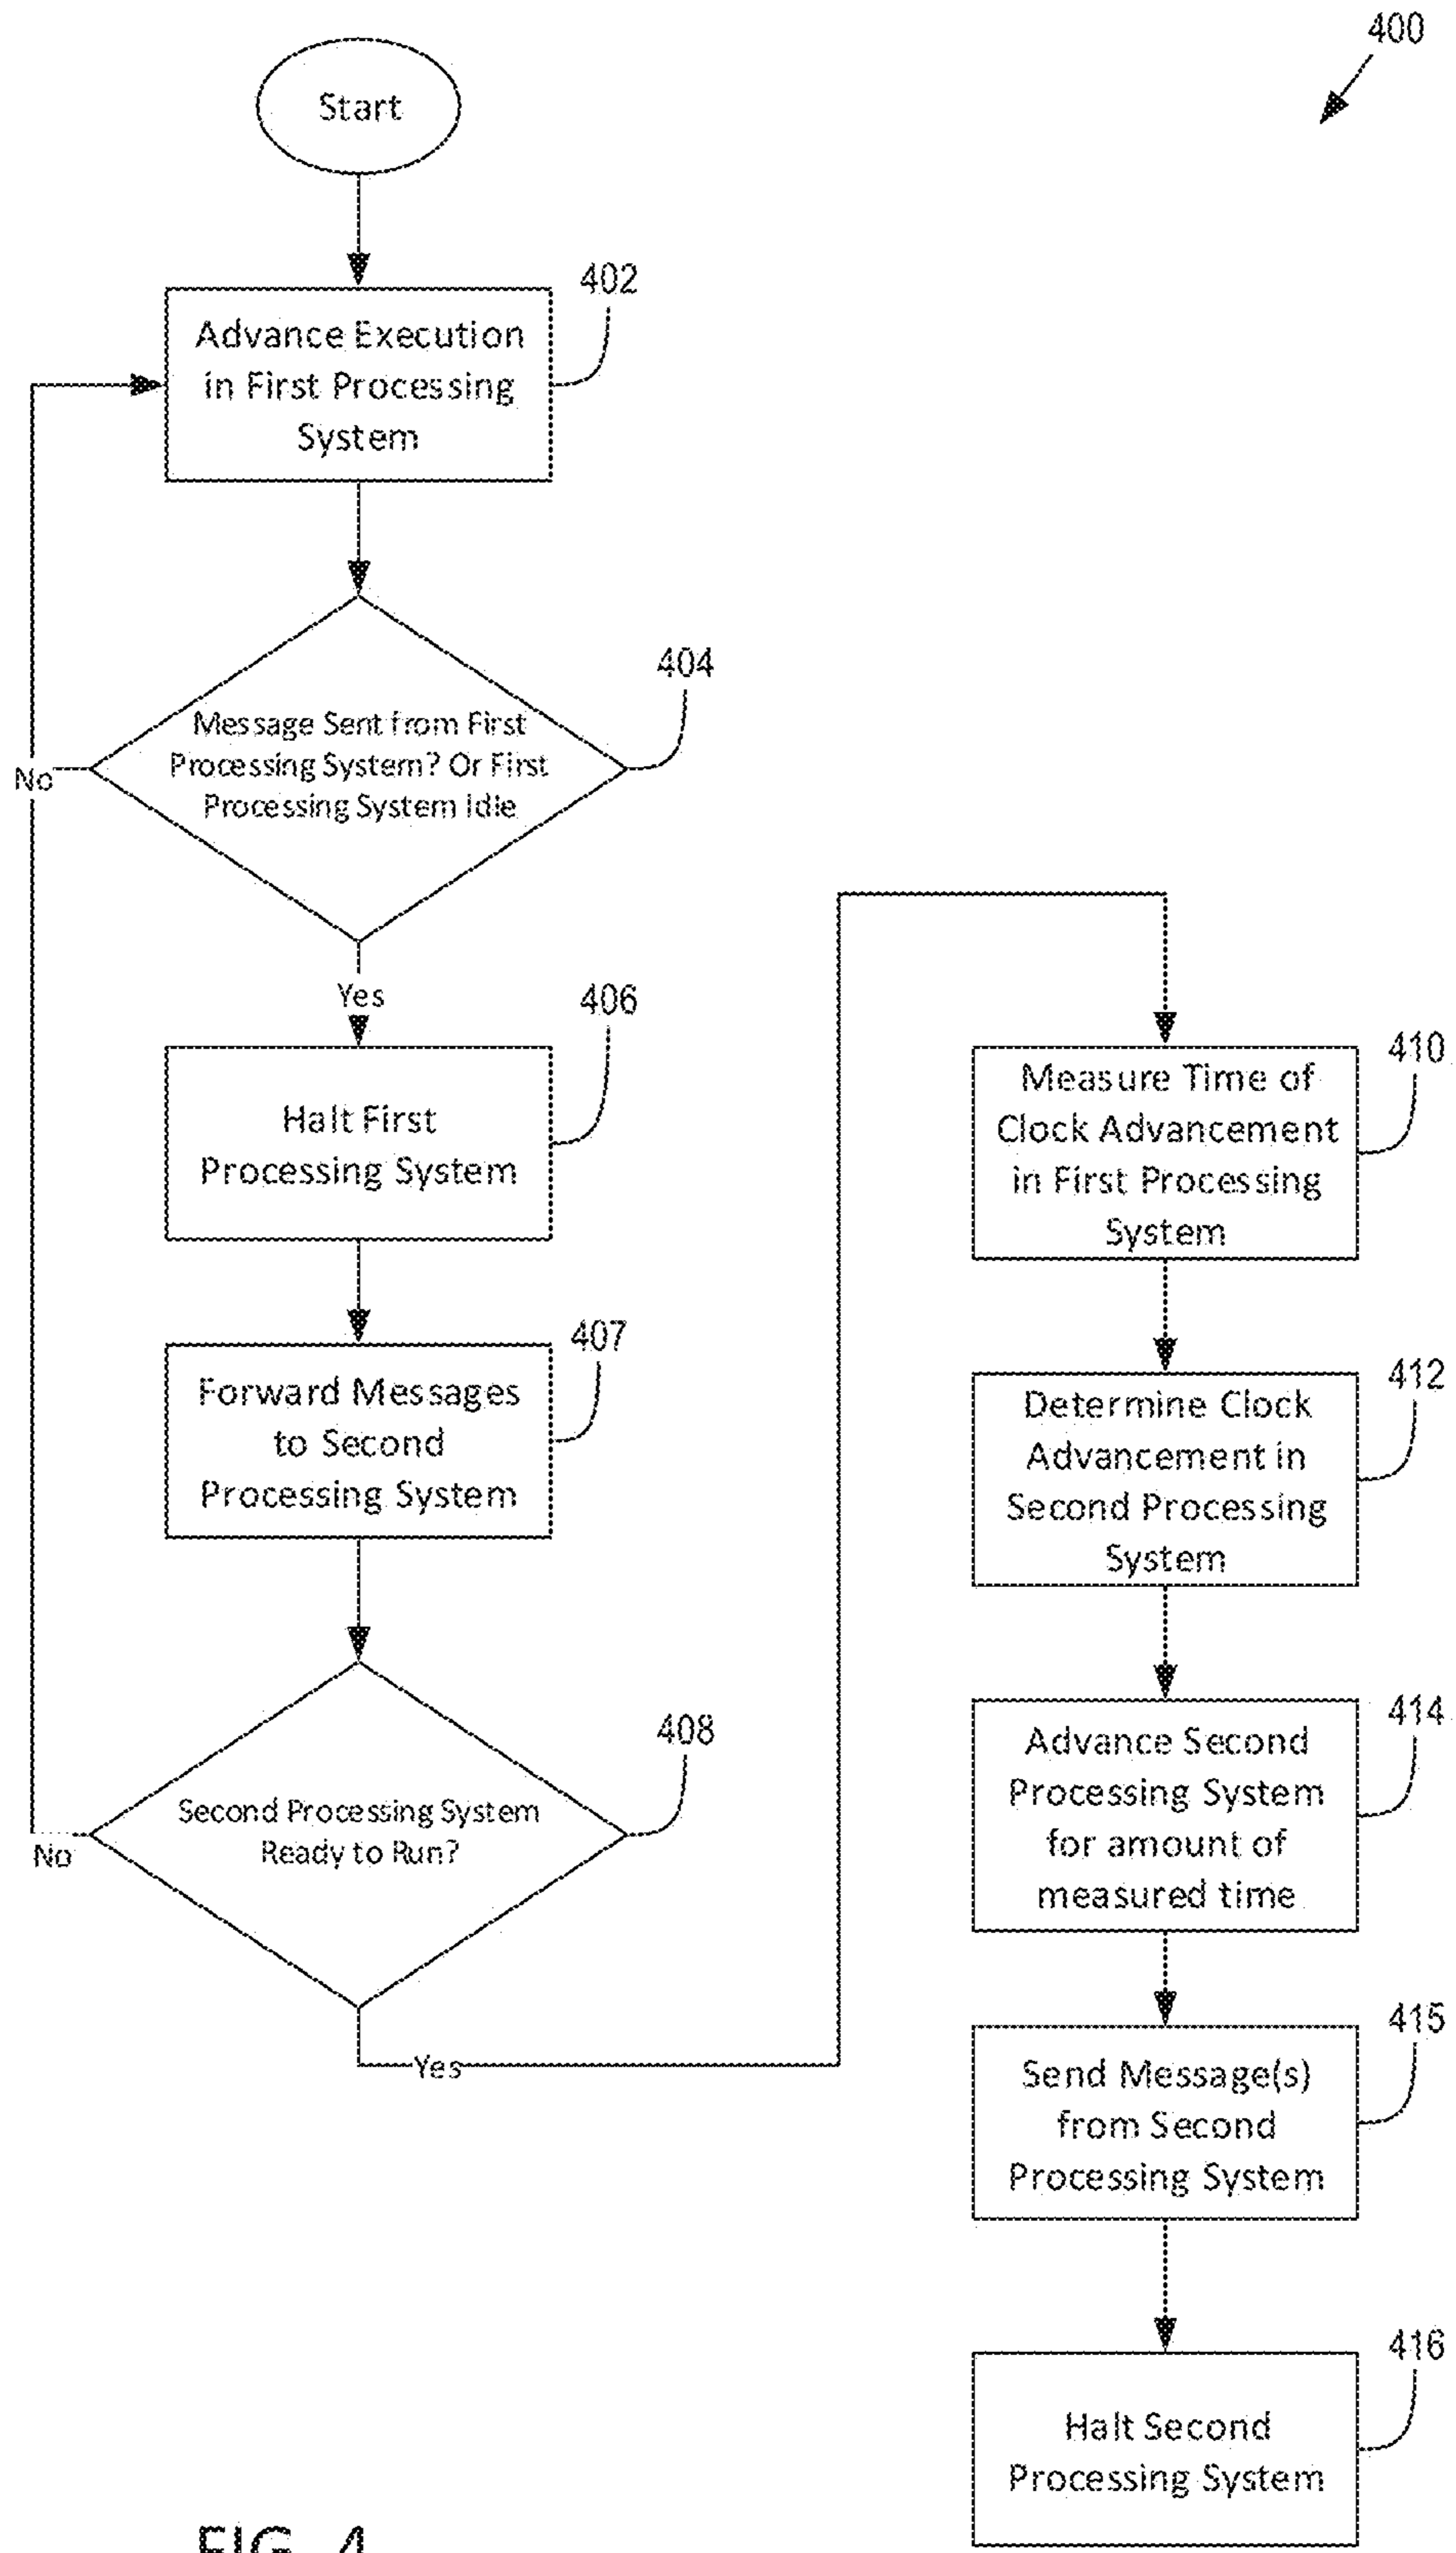 400
Start
402
Advance Execution
in First Processing
System
404
Message Sent from First
Processing System? Or First
Processing System Idle
No
Yes
406
Halt First
Processing System
407
Forward Messages
to Second
Processing System
408
Second Processing System
Ready to Run?
No
Yes
410
Measure Time of
Clock Advancement
in First Processing
System
412
Determine Clock
Advancement in
Second Processing
System
414
Advance Second
Processing System
for amount of
measured time
415
Send Message(s)
from Second
Processing System
416
Halt Second
Processing System
FIG. 4